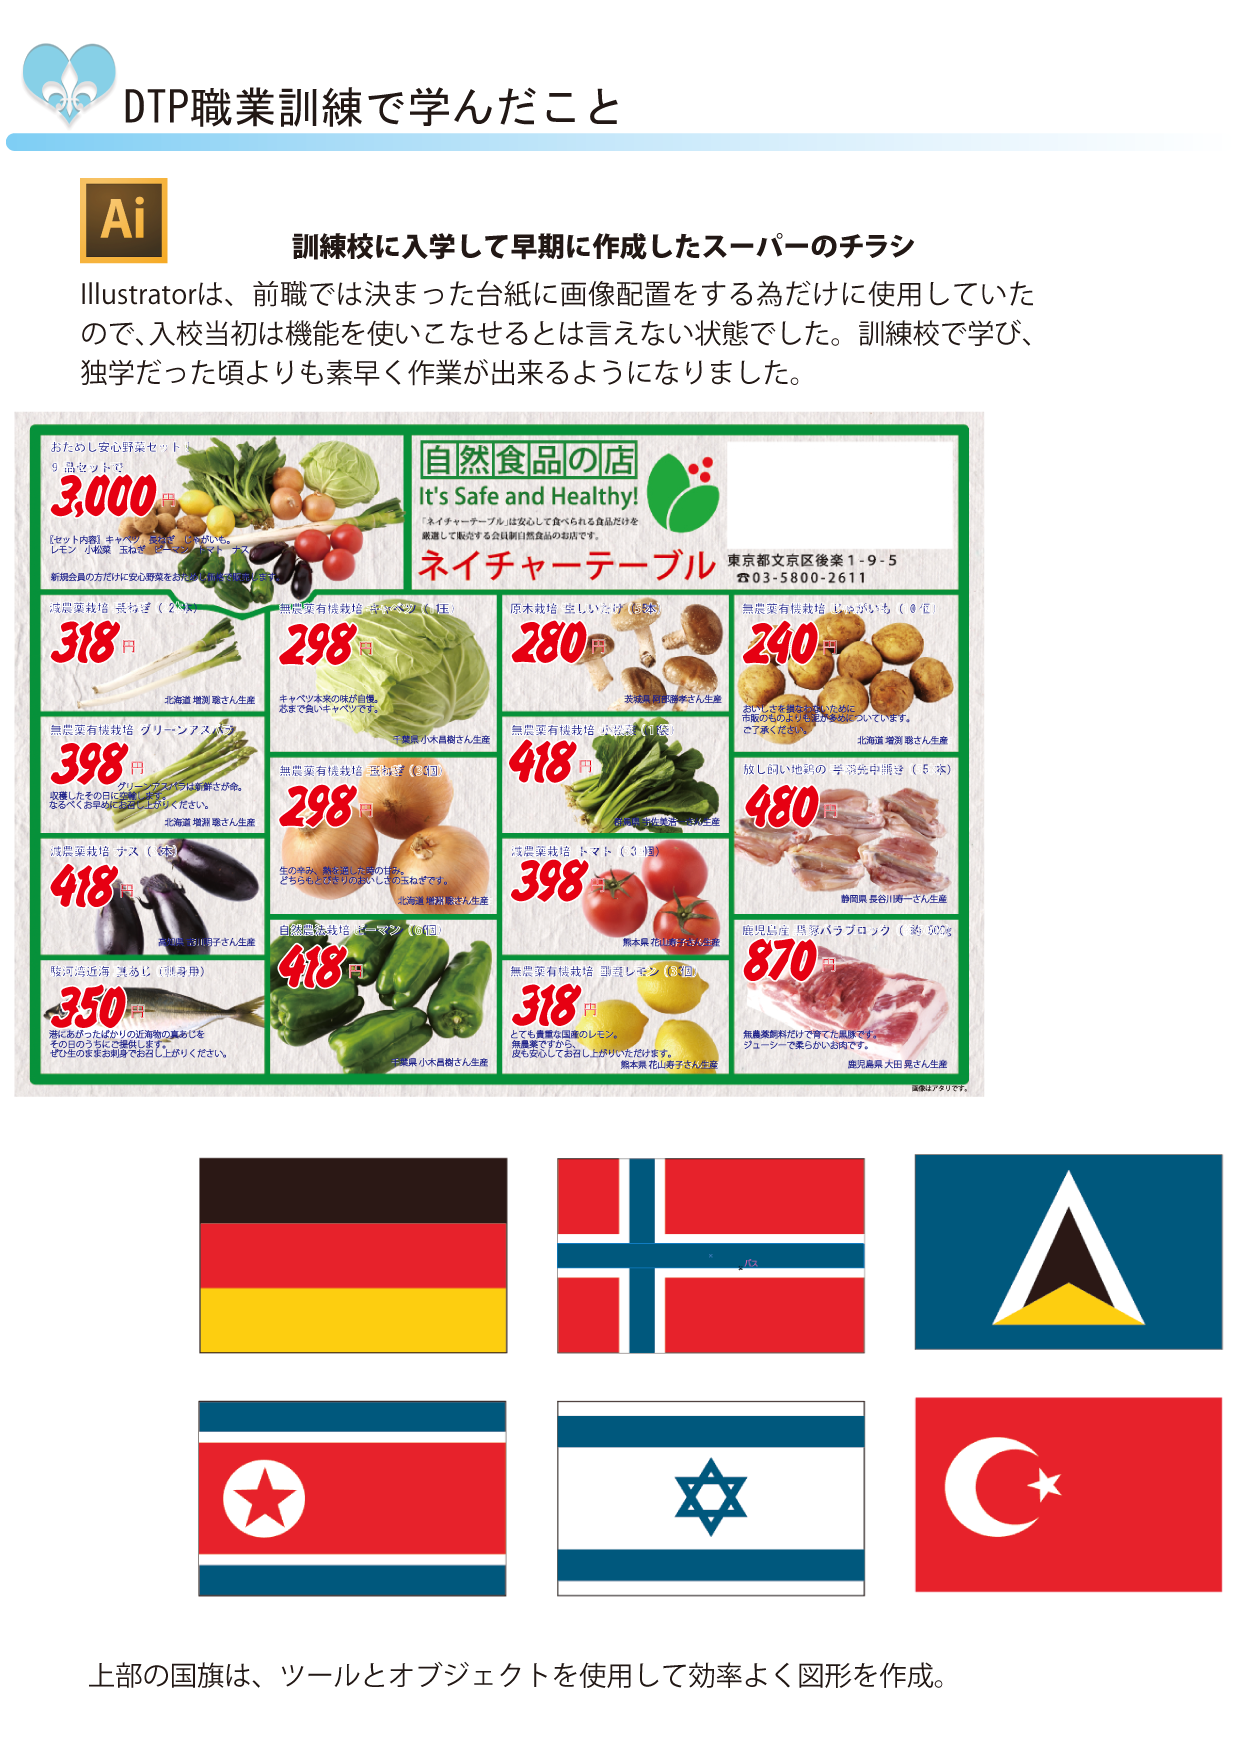 DTP職業訓練で学んだこと
Ai
訓練校に入学して早期に作成したスーパーのチラシ
Illustratorは、前職では決まった台紙に画像配置をする為だけに使用していた
ので、入校当初は機能を使いこなせるとは言えない状態でした。訓練校で学び、
独学だった頃よりも素早く作業が出来るようになりました。
おためし安心野菜セット!
9 品セットで
3,000円
[セット内容] キャベツ 長ねぎ じゃがいも。
レモン 小松菜 玉ねぎ ピーマン トマト ナス
新規会員の方だけに安心野菜をお
自然食品の店
It's Safe and Healthy!
「ネイチャーテーブル」は安心して食べられる食品だけを
厳選して販売する会員制自然食品のお店です。
ネイチャーテーブル
東京都文京区後楽1-9-5
☎03-5800-2611
減農薬栽培 長ねぎ ( 2
318円
北海道 増渕 聡さん生産
無農薬有機栽培 グリーンアスパラ
398円
グリーンアスパラは新鮮さが命。
収穫したその日に
なるべくお早めにお召し上がりください。
北海道 増渕 聡さん生産
減農薬栽培 ナス (
418円
子さん生産
駿河湾近海 真あじ (刺身用)
350円
港にあがったばかりの近海物の真あじを
その日のうちにご提供します。
ぜひ生のままお刺身でお召し上がりください。
無農薬有機栽培 キャベツ ( 1玉)
298円
キャベツ本来の味が自慢。
芯まで良いキャベツです。
千葉県 小木昌樹さん生産
無農薬有機栽培 玉ねぎ (3個)
298円
生の辛み、熱を通した時の甘み。
どちらもとびきりのおいしさの玉ねぎです。
北海道 増渕 聡さん生産
自然農法栽培 ピーマン (6個)
418円
千葉県 小木昌樹さん生産
原木栽培 生しいたけ
280円
茨城県 阿部勝孝さん生産
無農薬有機栽培 小松菜 (1袋)
418円
さん生産
減農薬栽培 トマト ( 3 個)
398円
熊本県 花山寿子さん生産
無農薬有機栽培 国産レモン (3個)
318円
とても貴重な国産のレモン。
無農薬ですから、
皮も安心してお召し上がりいただけます。
熊本県 花山寿子さん生産
無農薬有機栽培 じゃがいも
240円
おいしさを損なわないために
市販のものよりも泥が多めについています。
ご了承ください。
北海道 増渕 聡さん生産
放し飼い地鶏の 手羽先中開き ( 5 本)
480円
静岡県 長谷川寿一さん生産
鹿児島産 黒豚バラブロック ( 約 500g
870円
無農薬飼料だけで育てた黒豚です。
ジューシーで柔らかいお肉です。
鹿児島県 大田 晃さん生産
画像はアタリです。
パス
上部の国旗は、ツールとオブジェクトを使用して効率よく図形を作成。